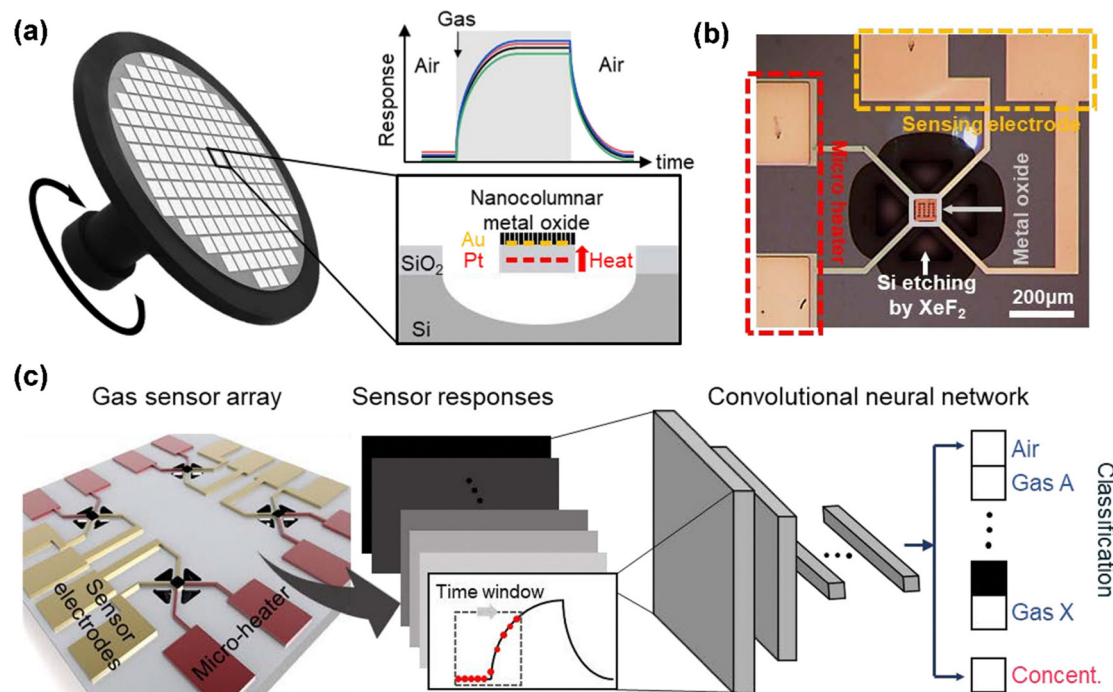 (a)
Gas
Air
Air
Response
time
Nanocolumnar
metal oxide
Au
SiO2
Pt
Heat
Si
(b)
Sensing electrode
Micro heater
Metal oxide
Si etching
by XeF2
200μm
(c)
Gas sensor array
Sensor responses
Convolutional neural network
Sensor
electrodes
Micro-heater
Time window
Air
Gas A
Gas X
Concent.
Classification